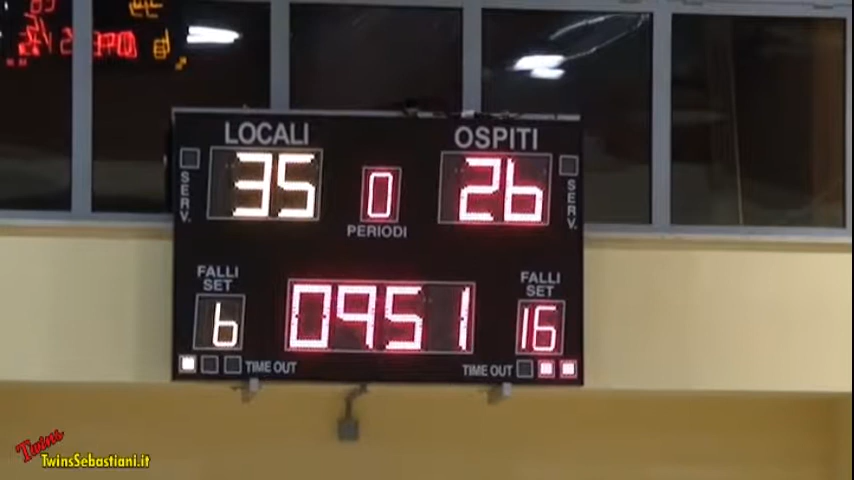 LOCALI OSPITI
35 0 26
SERV. SERV.
PERIODI
FALLI SET FALLI SET
6 0951 16
TIME OUT TIME OUT
Twins
TwinsSebastiani.it